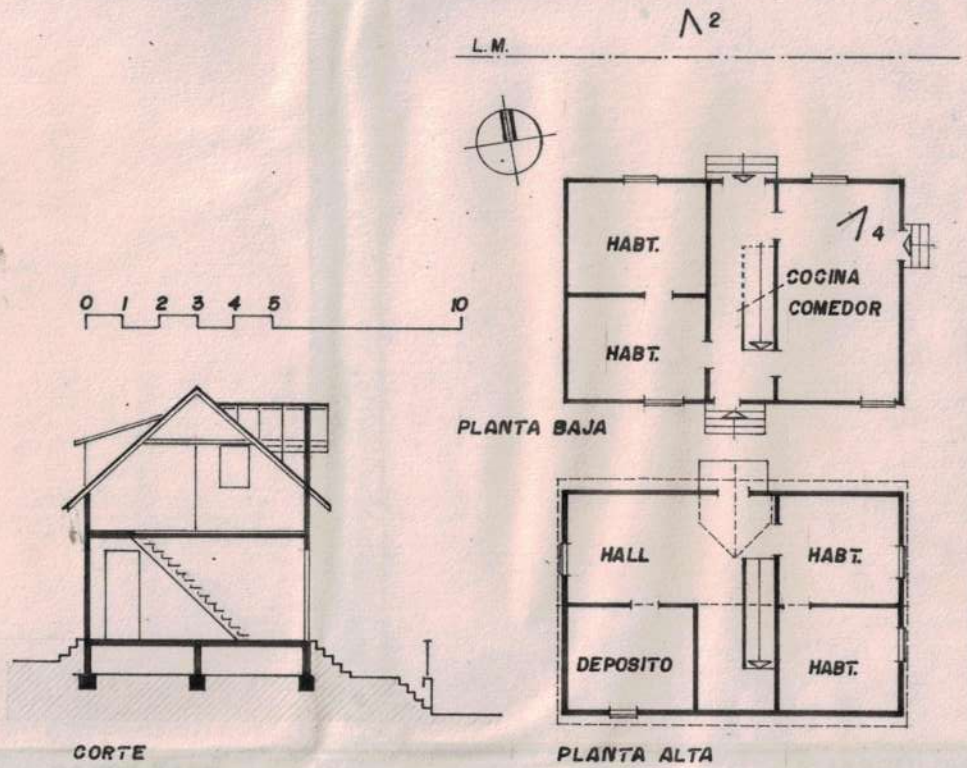 2
L.M.
HABT.
4
COCINA
COMEDOR
HABT.
PLANTA BAJA
0 1 2 3 4 5 10
CORTE
HALL
HABT.
DEPOSITO
HABT.
PLANTA ALTA